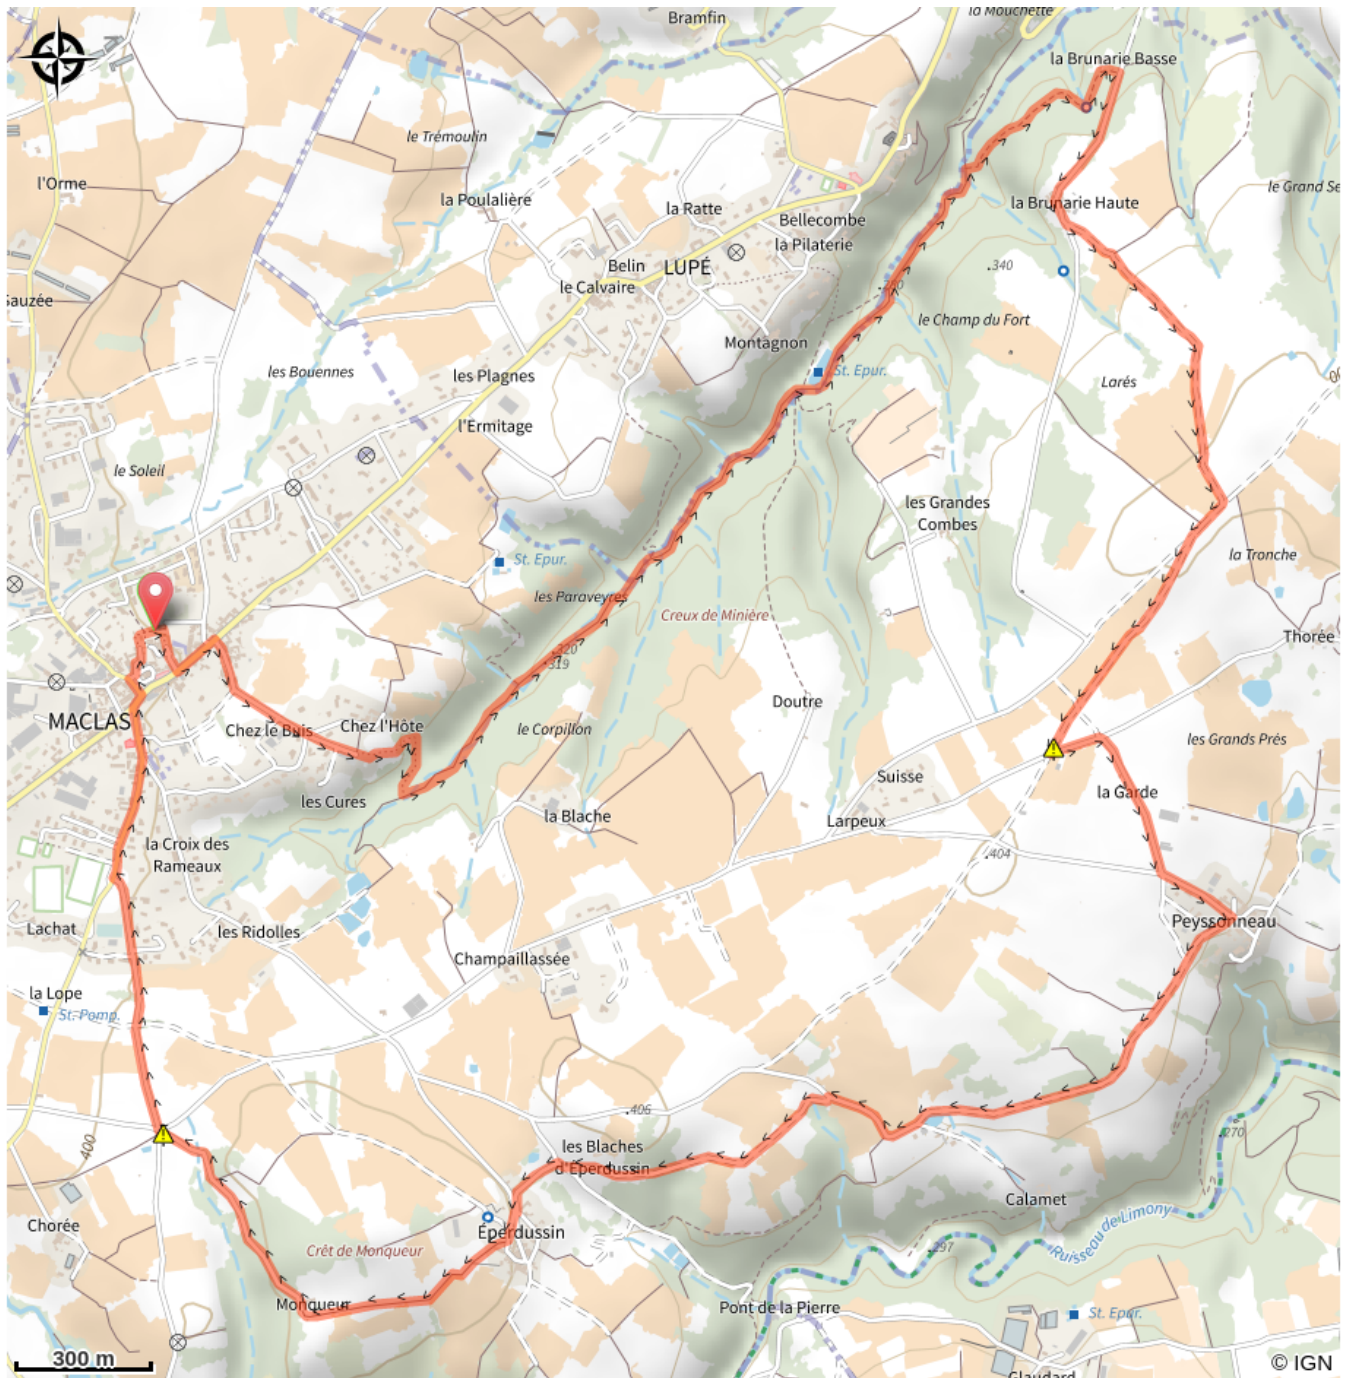 Bramfin
la Mouchette
la Brunarie Basse
le Trémoulin
l'Orme
la Poulalière
la Ratte
Bellecombe
la Pilaterie
la Brunarie Haute
le Grand Se
Belin
LUPÉ
.340
le Calvaire
Sauzée
le Champ du Fort
Montagnon
les Bouennes
les Plagnes
St. Epur.
Larés
l'Ermitage
le Soleil
les Grandes
Combes
la Tronche
St. Epur.
les Paraveyres
Creux de Minière
Thorée
320
319
MACLAS
Chez le Buis
Chez l'Hôte
le Corpillon
Doutre
les Grands Prés
Suisse
la Garde
les Cures
la Blache
Larpeux
la Croix des
Rameaux
.404
Peyssonneau
Lachat
les Ridolles
Champaillassée
la Lope
St. Pomp.
400
.406
.270
les Blaches
d'Éperdussin
Calamet
Chorée
Éperdussin
Ruisseau de Limony
Crêt de Monqueur
.297
Monqueur
Pont de la Pierre
St. Epur.
300 m
© IGN
Glaudard